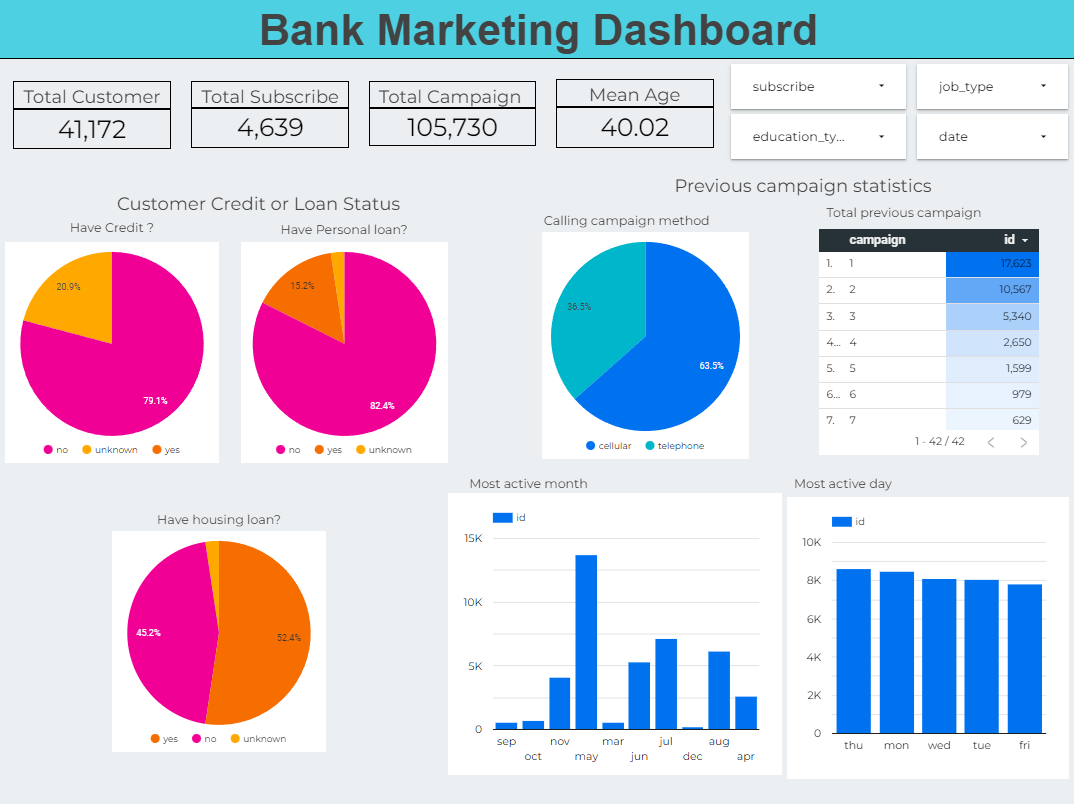 Bank Marketing Dashboard
Total Customer
41,172
Total Subscribe
4,639
Total Campaign
105,730
Mean Age
40.02
subscribe
job_type
education_ty...
date
Customer Credit or Loan Status
Have Credit ?
20.9%
79.1%
no unknown yes
Have Personal loan?
15.2%
82.4%
no yes unknown
Previous campaign statistics
Calling campaign method
36.5%
63.5%
cellular telephone
Total previous campaign
campaign id
1. 1 17,623
2. 2 10,567
3. 3 5,340
4... 4 2,650
5. 5 1,599
6... 6 979
7. 7 629
1 - 42 / 42
Have housing loan?
45.2%
52.4%
yes no unknown
Most active month
id
15K
10K
5K
0
sep oct nov may mar jun jul dec aug apr
Most active day
id
10K
8K
6K
4K
2K
0
thu mon wed tue fri